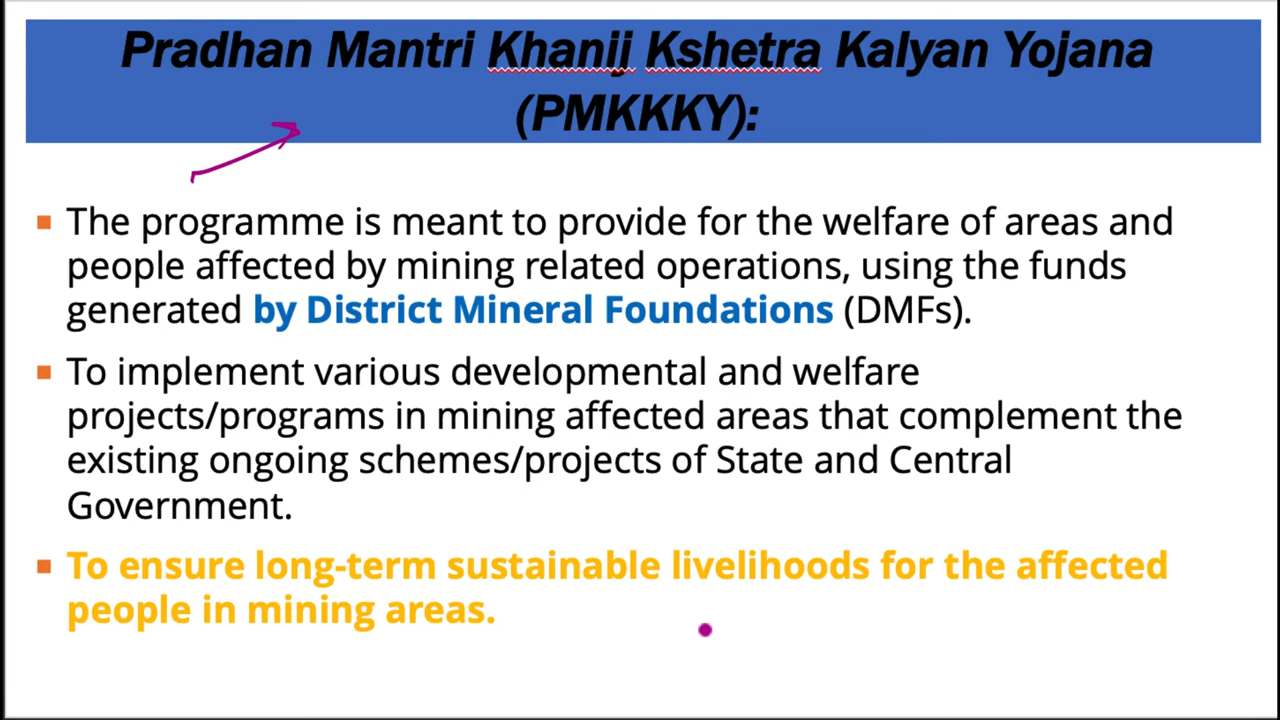 Pradhan Mantri Khanij Kshetra Kalyan Yojana
(PMKKKY):
The programme is meant to provide for the welfare of areas and
people affected by mining related operations, using the funds
generated by District Mineral Foundations (DMFs).
To implement various developmental and welfare
projects/programs in mining affected areas that complement the
existing ongoing schemes/projects of State and Central
Government.
To ensure long-term sustainable livelihoods for the affected
people in mining areas.